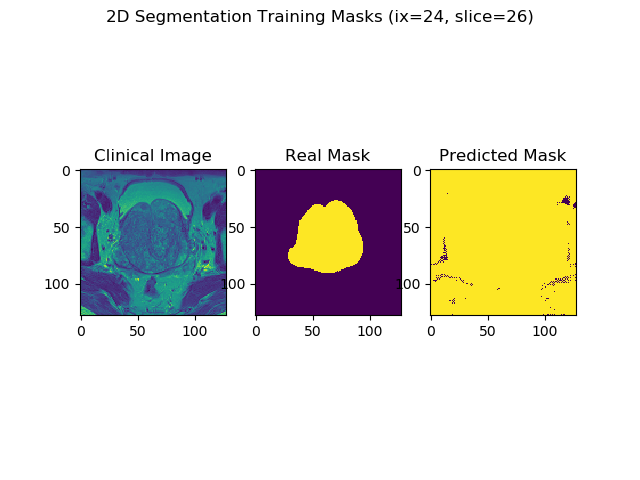 2D Segmentation Training Masks (ix=24, slice=26)
Clinical Image Real Mask Predicted Mask
0 0 0
50 50 50
100 100 100
0 50 100 0 50 100 0 50 100